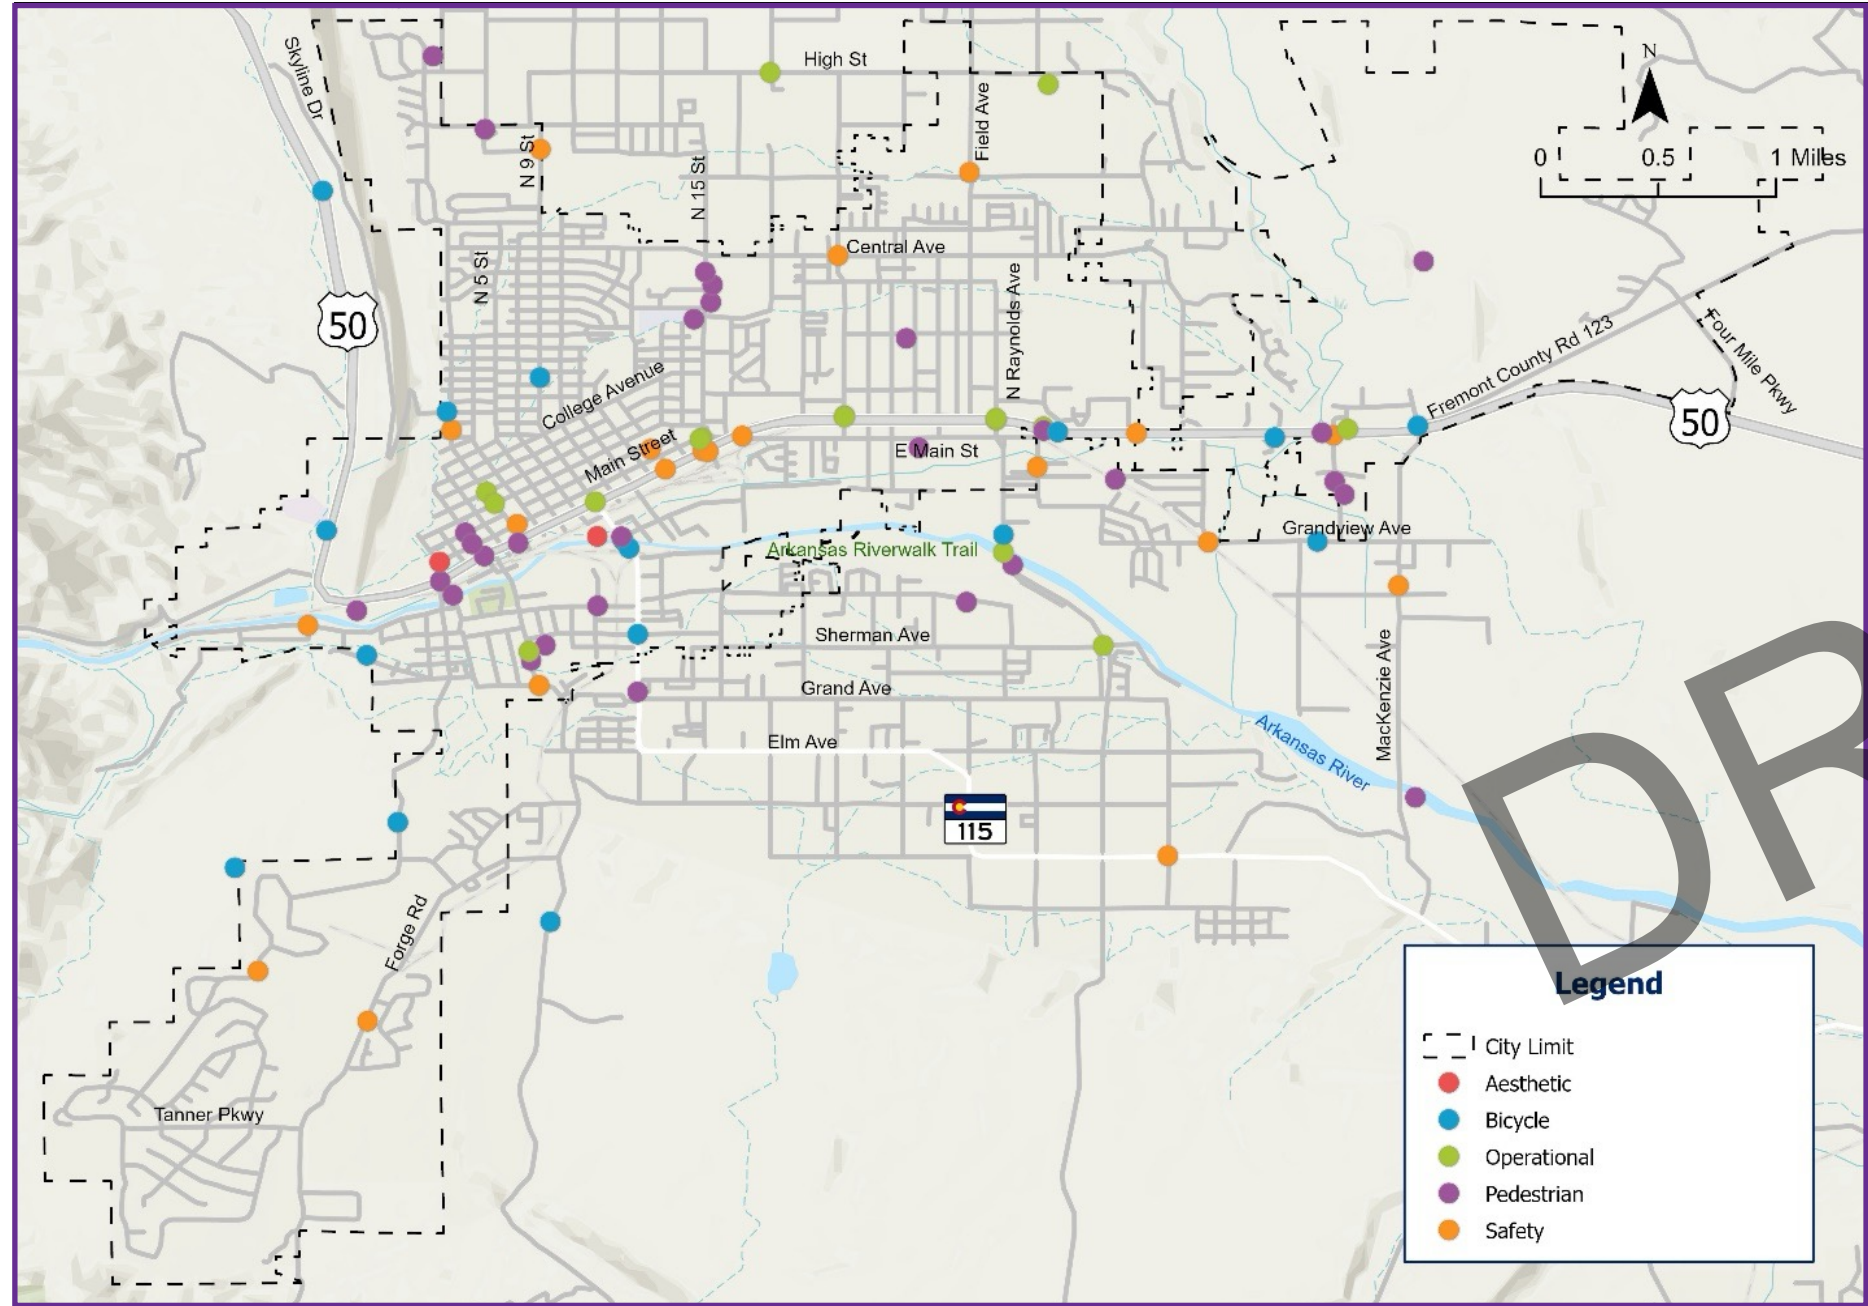 High St
Skyline Dr
Field Ave
N
0 0.5 1 Miles
N 9 St
N 15 St
Central Ave
N 5 St
N Raynolds Ave
50
Fremont County Rd 123
Four Mile Pkwy
50
College Avenue
Main Street
E Main St
Grandview Ave
Arkansas Riverwalk Trail
Sherman Ave
MacKenzie Ave
Grand Ave
Elm Ave
Arkansas River
115
Forge Rd
Tanner Pkwy
DR
Legend
City Limit
Aesthetic
Bicycle
Operational
Pedestrian
Safety